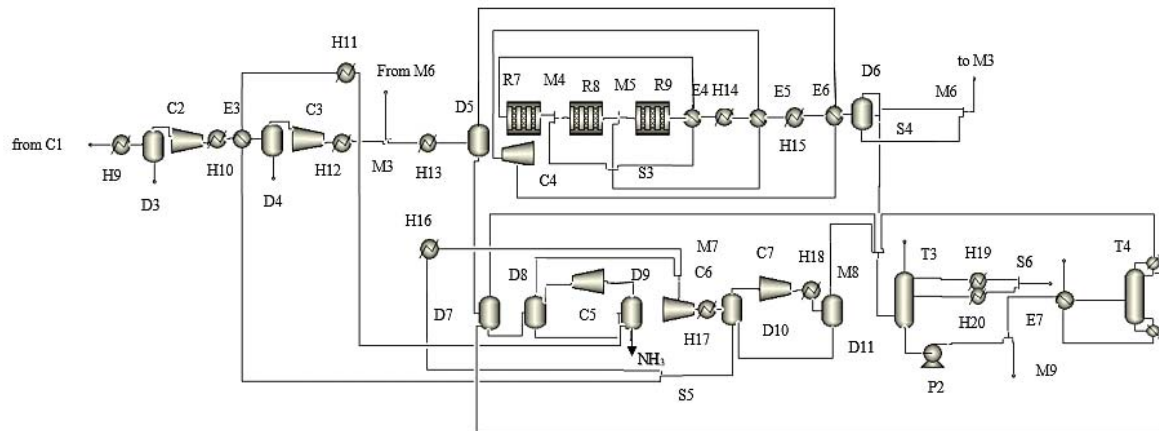 H11
From M6
to M3
D6
R7
M4
R8
M5
R9
E4
H14
E5
E6
M6
D5
C2
E3
C3
from C1
H9
H10
H12
M3
H13
C4
S3
H15
S4
D3
D4
H16
M7
C7
H18
M8
T3
H19
S6
T4
D8
D9
C6
D7
C5
H17
D10
D11
H20
E7
NH₃
S5
P2
M9